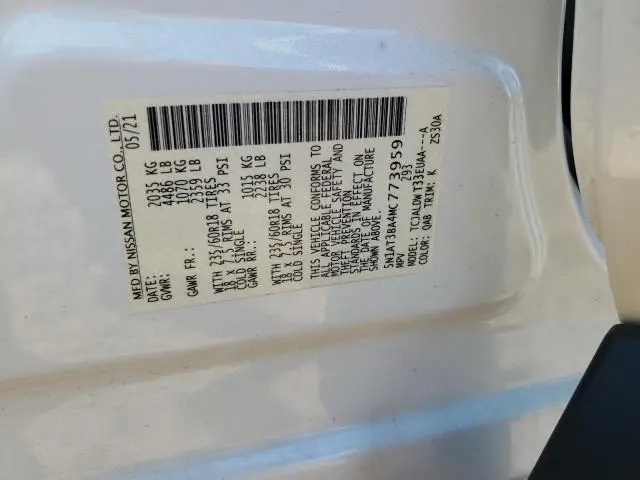 MFD BY NISSAN MOTOR CO., LTD.
DATE: 05/21
GVWR: 2035 KG
4486 LB
GAWR FR.: 1070 KG
2359 LB
WITH 235/60R18 TIRES
18 X 7.5 RIMS AT 33 PSI
COLD SINGLE
GAWR RR.: 1015 KG
2238 LB
WITH 235/60R18 TIRES
18 X 7.5 RIMS AT 30 PSI
COLD SINGLE
THIS VEHICLE CONFORMS TO
ALL APPLICABLE FEDERAL
MOTOR VEHICLE SAFETY AND
THEFT PREVENTION
STANDARDS IN EFFECT ON
THE DATE OF MANUFACTURE
SHOWN ABOVE.
5N1AT3BA4MC773959
MPV Z93
MODEL: TCJALDWT33EUAA---A
COLOR: QAB TRIM: K ZS30A